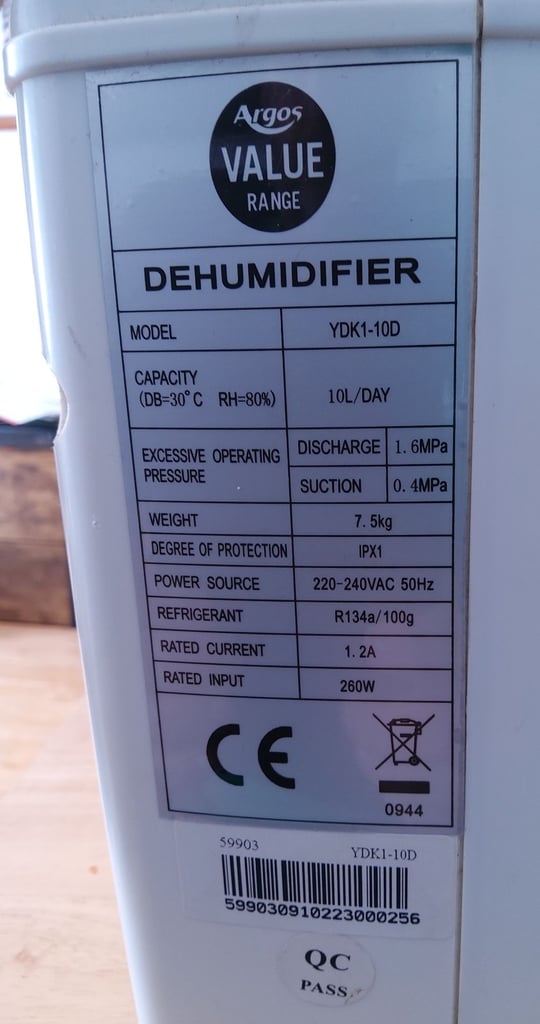 Argos
VALUE
RANGE
DEHUMIDIFIER
MODEL YDK1-10D
CAPACITY
(DB=30°C RH=80%) 10L/DAY
EXCESSIVE OPERATING
PRESSURE
DISCHARGE 1.6MPa
SUCTION 0.4MPa
WEIGHT 7.5kg
DEGREE OF PROTECTION IPX1
POWER SOURCE 220-240VAC 50Hz
REFRIGERANT R134a/100g
RATED CURRENT 1.2A
RATED INPUT 260W
CE
0944
59903 YDK1-10D
599030910223000256
QC
PASS